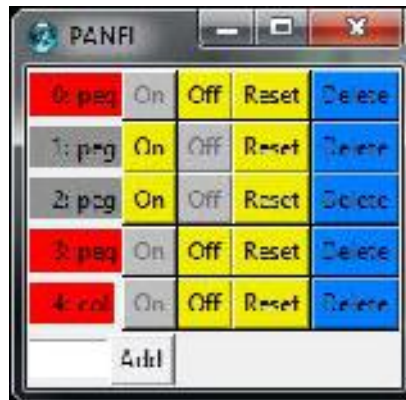 PANEL
0: peg On Off Reset Delete
1: peg On Off Reset Delete
2: peg On Off Reset Delete
3: peg On Off Reset Delete
4: col On Off Reset Delete
Add